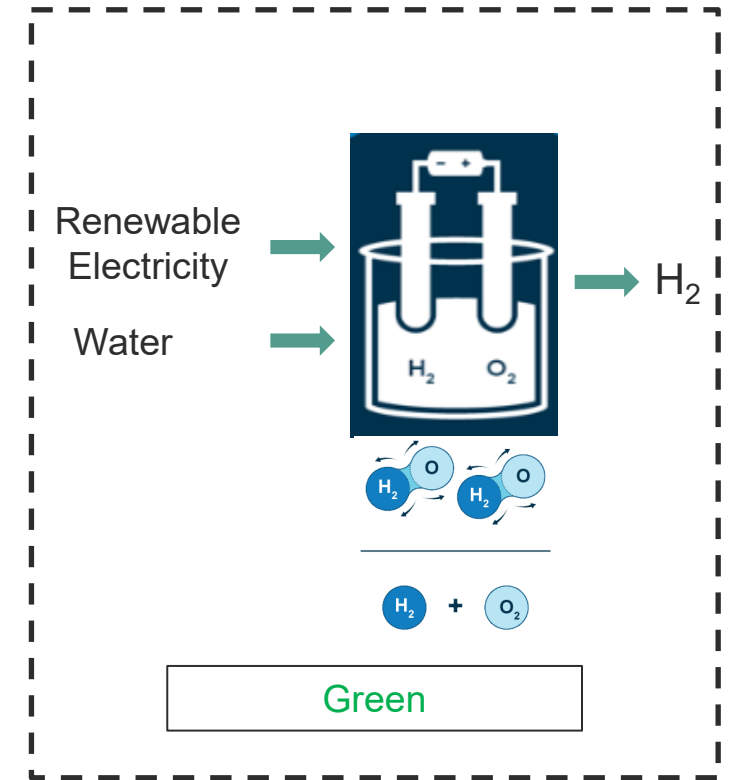 Renewable
Electricity
Water
- +
H₂ O₂
H₂
H₂ O H₂ O
H₂ + O₂
Green